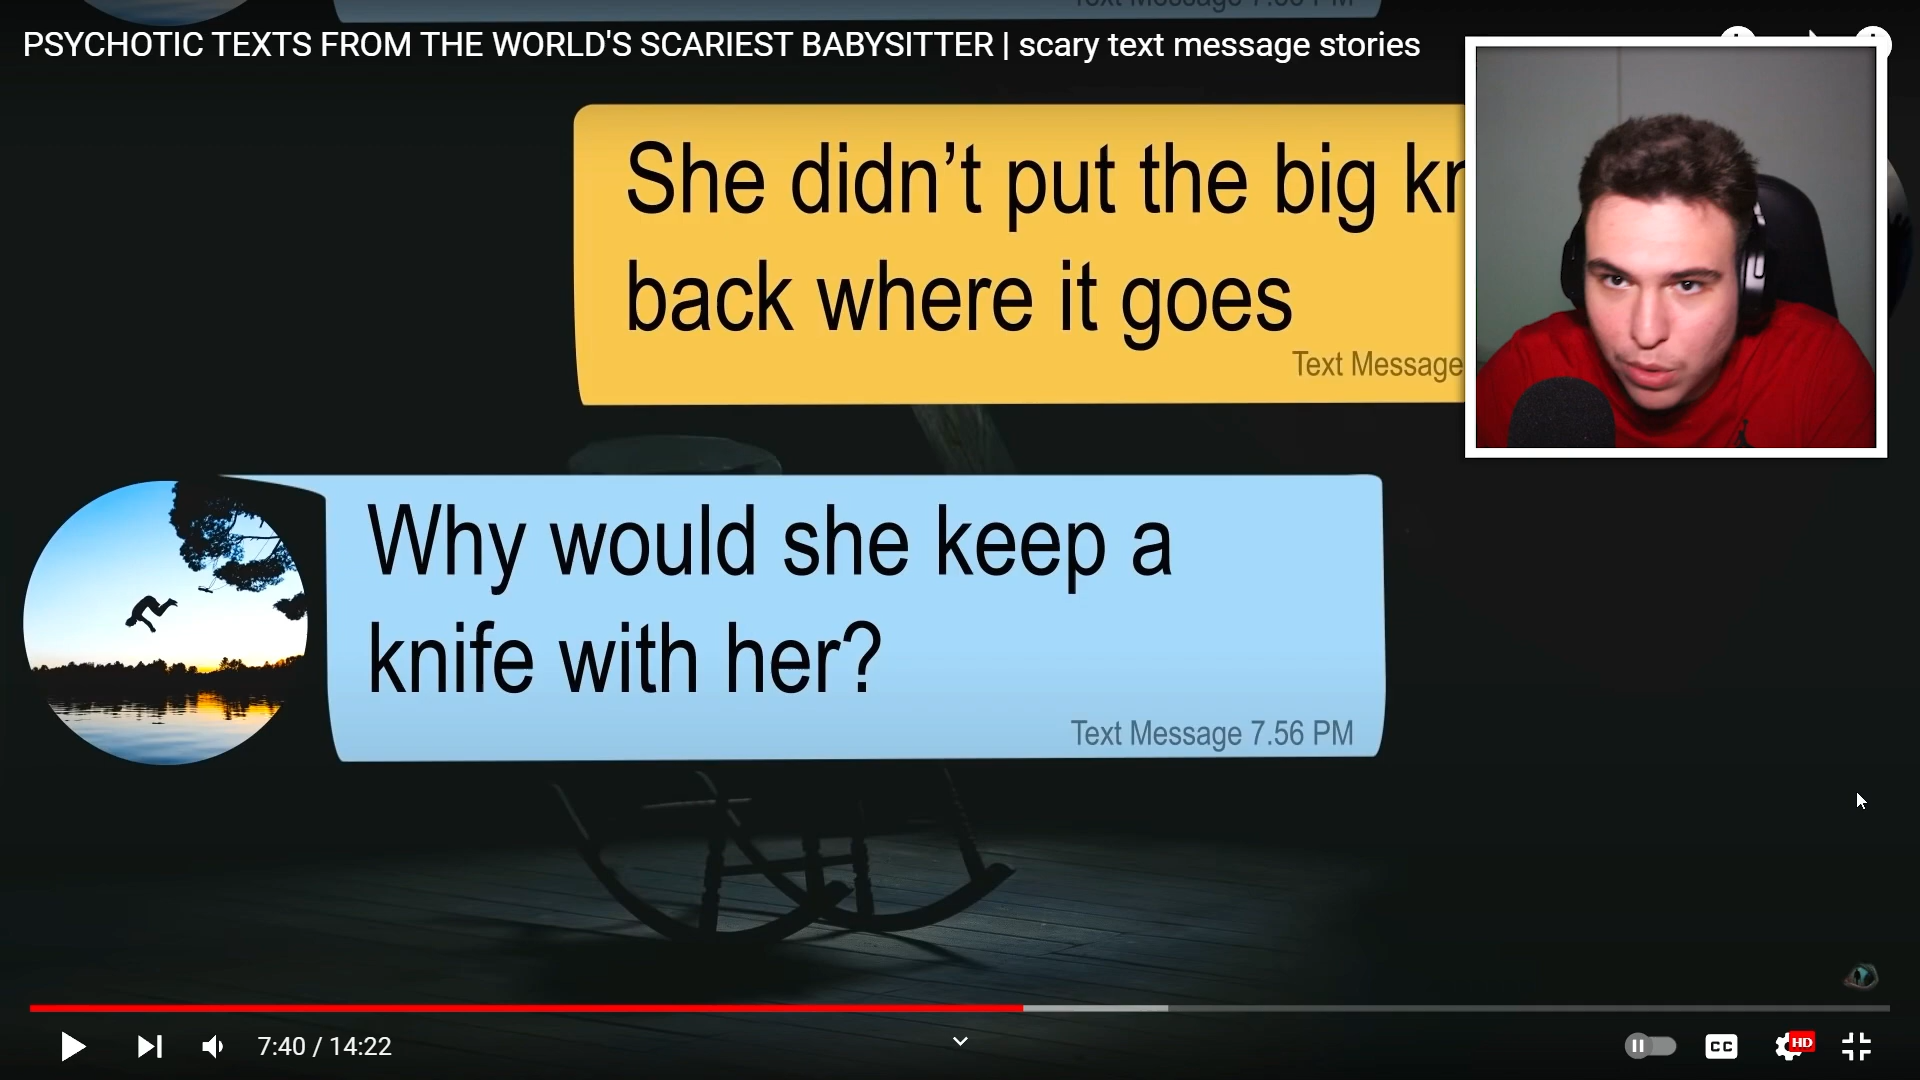 PSYCHOTIC TEXTS FROM THE WORLD'S SCARIEST BABYSITTER | scary text message stories
She didn’t put the big
back where it goes
Text Message
Why would she keep a
knife with her?
Text Message 7.56 PM
7:40 / 14:22
CC
HD